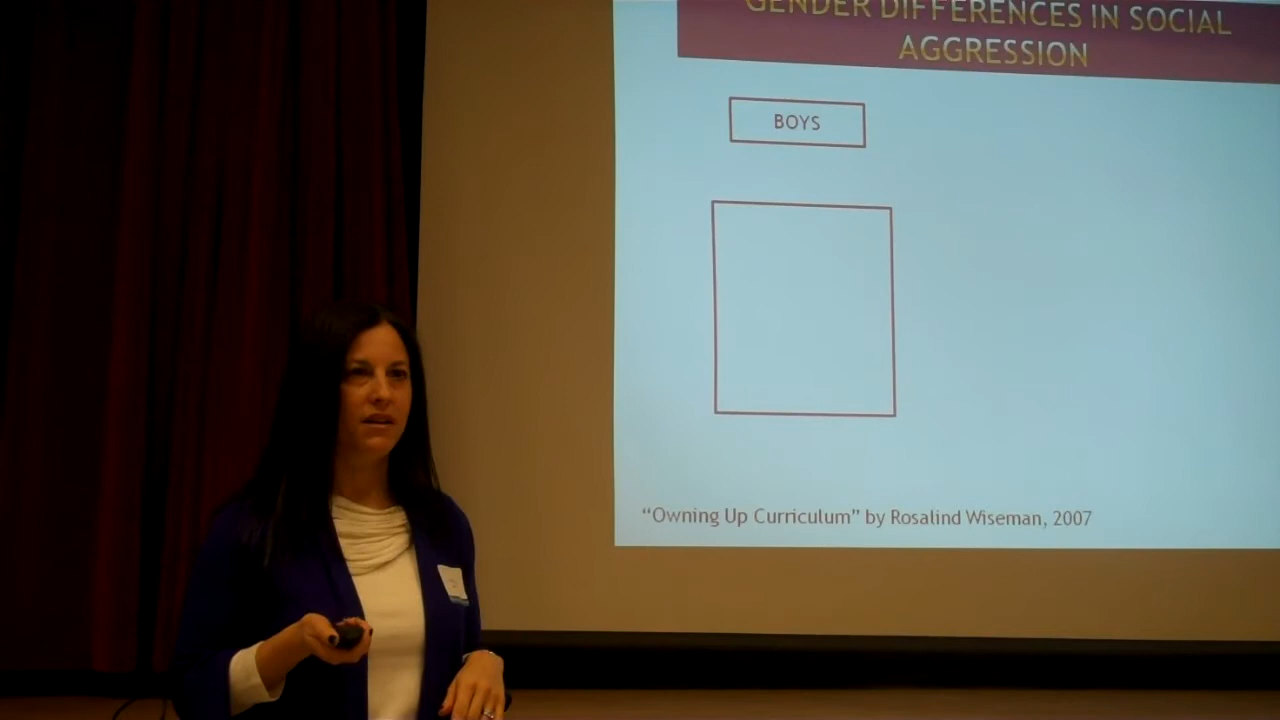 GENDER DIFFERENCES IN SOCIAL
AGGRESSION
BOYS
“Owning Up Curriculum” by Rosalind Wiseman, 2007